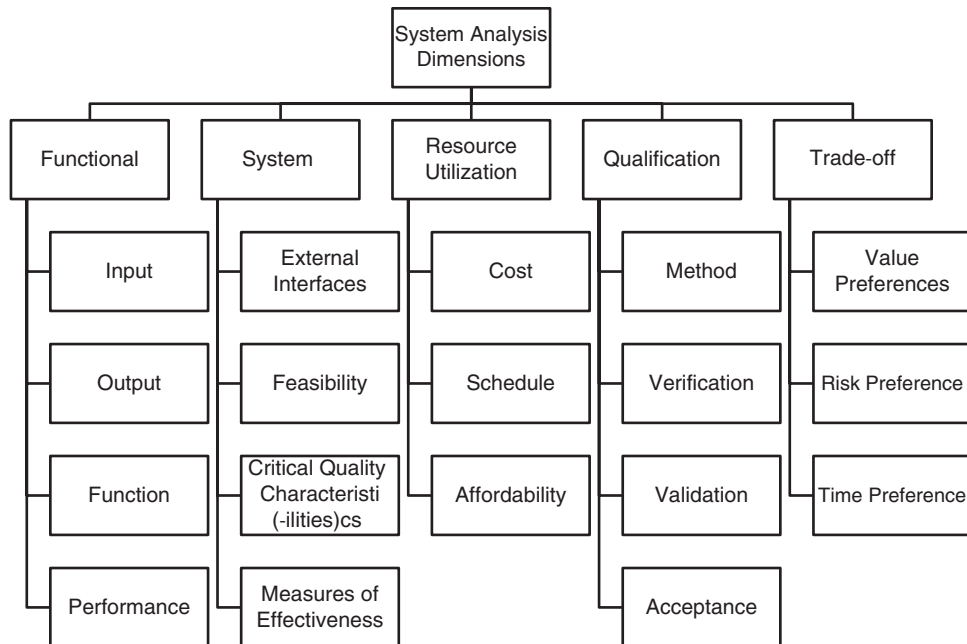 System Analysis
Dimensions
Functional
System
Resource
Utilization
Qualification
Trade-off
Input
External
Interfaces
Cost
Method
Value
Preferences
Output
Feasibility
Schedule
Verification
Risk Preference
Function
Critical Quality
Characteristi
(-ilities)cs
Affordability
Validation
Time Preference
Performance
Measures of
Effectiveness
Acceptance